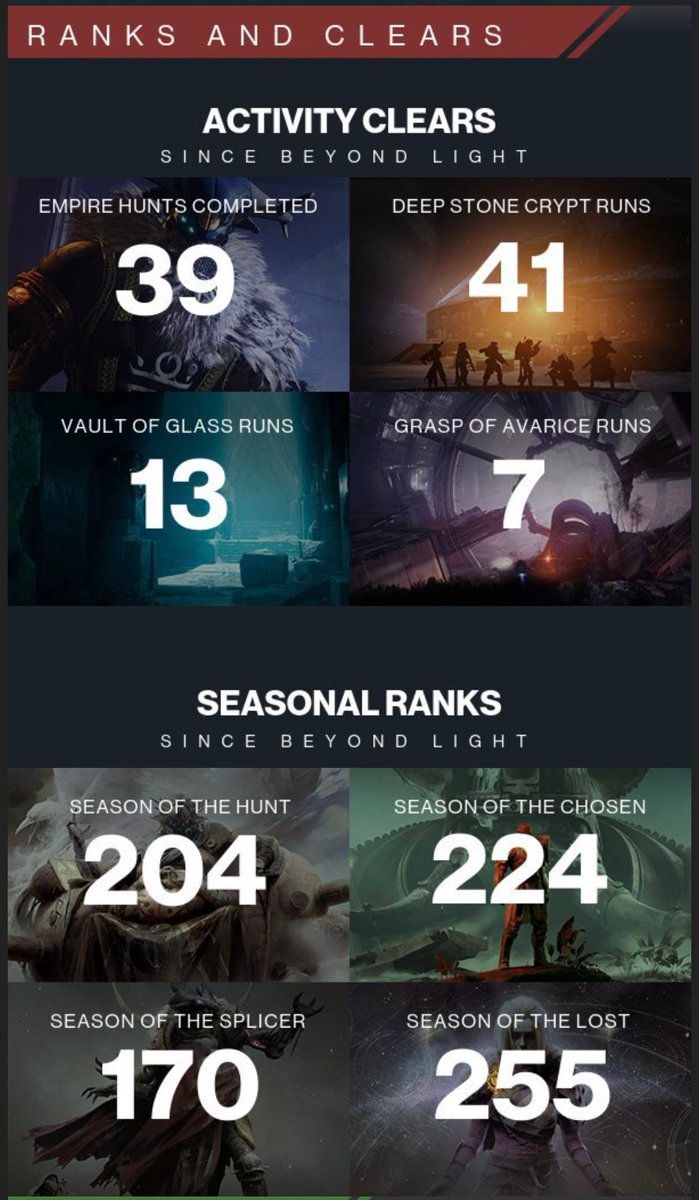 RANKS AND CLEARS
ACTIVITY CLEARS
SINCE BEYOND LIGHT
EMPIRE HUNTS COMPLETED
39
DEEP STONE CRYPT RUNS
41
VAULT OF GLASS RUNS
13
GRASP OF AVARICE RUNS
7
SEASONAL RANKS
SINCE BEYOND LIGHT
SEASON OF THE HUNT
204
SEASON OF THE CHOSEN
224
SEASON OF THE SPLICER
170
SEASON OF THE LOST
255